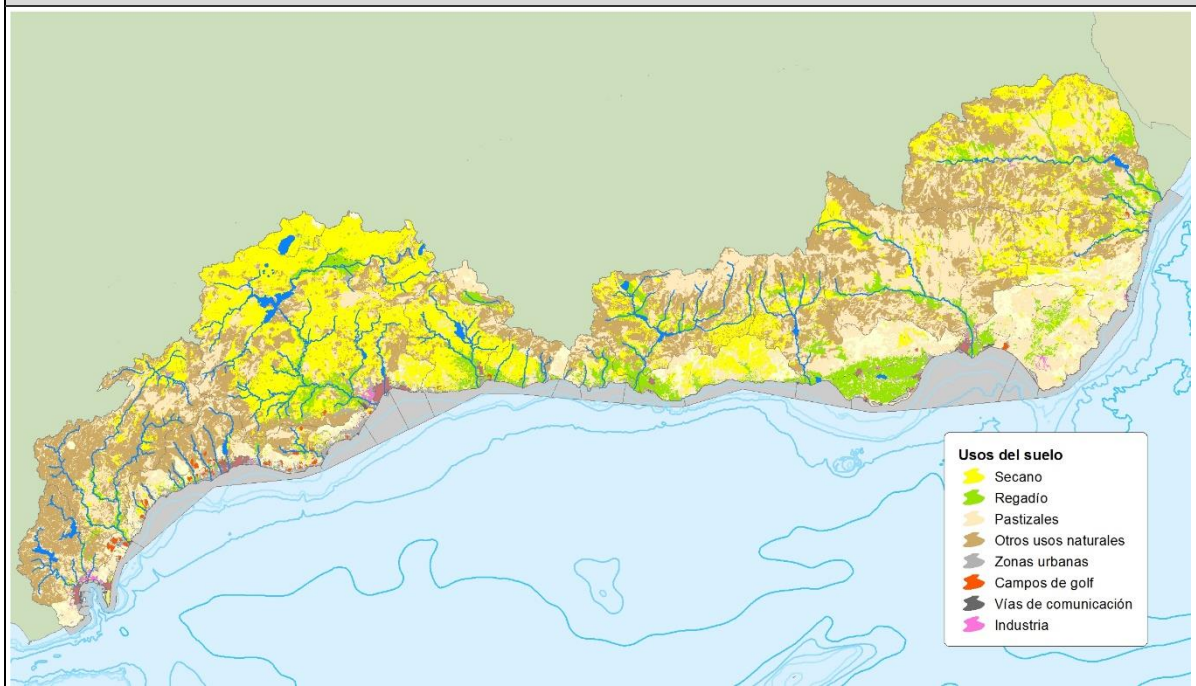 Usos del suelo
Secano
Regadío
Pastizales
Otros usos naturales
Zonas urbanas
Campos de golf
Vías de comunicación
Industria